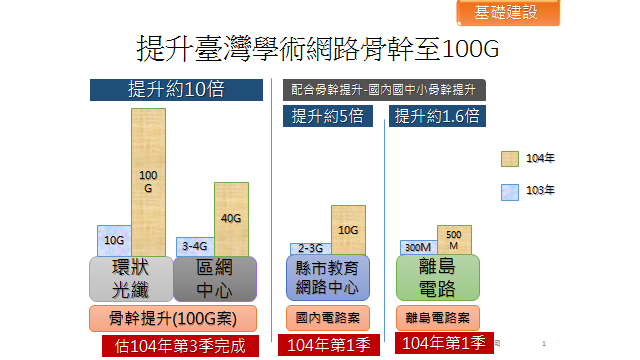 基礎建設
提升臺灣學術網路骨幹至100G
提升約10倍
配合骨幹提升-國內國中小骨幹提升
提升約5倍
提升約1.6倍
104年
103年
10G
100
G
3-4G
40G
2-3G
10G
300M
500
M
環狀
光纖
區網
中心
縣市教育
網路中心
離島
電路
骨幹提升(100G案)
國內電路案
離島電路案
估104年第3季完成
104年第1季
104年第1季
1